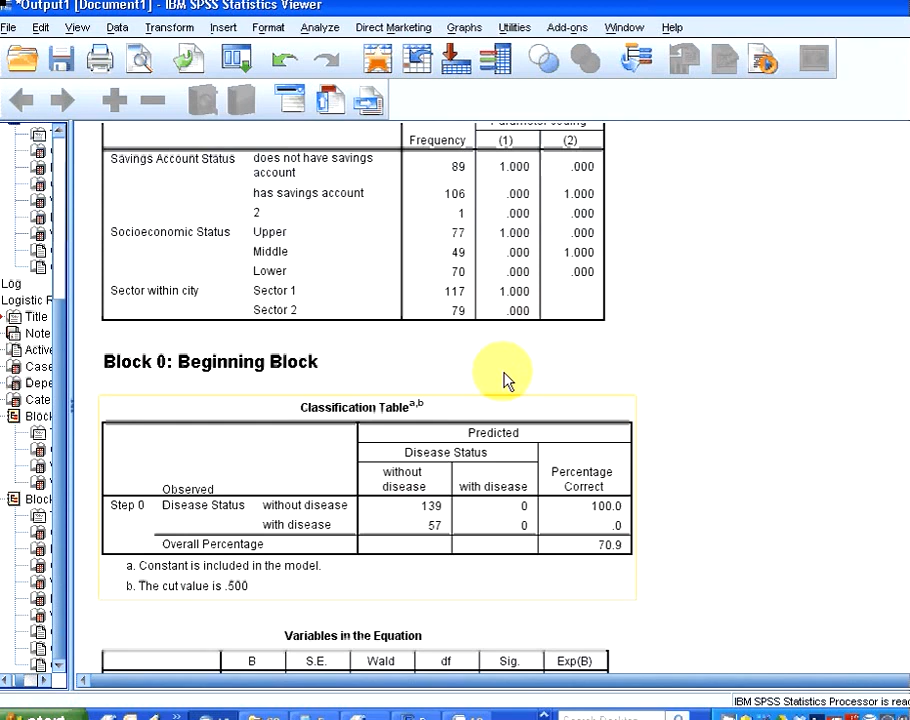 *Output1 [Document1] - IBM SPSS Statistics Viewer
File Edit View Data Transform Insert Format Analyze Direct Marketing Graphs Utilities Add-ons Window Help
Frequency (1) (2)
Savings Account Status does not have savings account 89 1.000 .000
has savings account 106 .000 1.000
2 1 .000 .000
Socioeconomic Status Upper 77 1.000 .000
Middle 49 .000 1.000
Lower 70 .000 .000
Sector within city Sector 1 117 1.000
Sector 2 79 .000
Log
Logistic R
Title
Note
Active
Case
Depe
Cate
Block
Block
Block 0: Beginning Block
Classification Tablea,b
Predicted
Disease Status
Observed without disease with disease Percentage Correct
Step 0 Disease Status without disease 139 0 100.0
with disease 57 0 .0
Overall Percentage 70.9
a. Constant is included in the model.
b. The cut value is .500
Variables in the Equation
B S.E. Wald df Sig. Exp(B)
IBM SPSS Statistics Processor is read